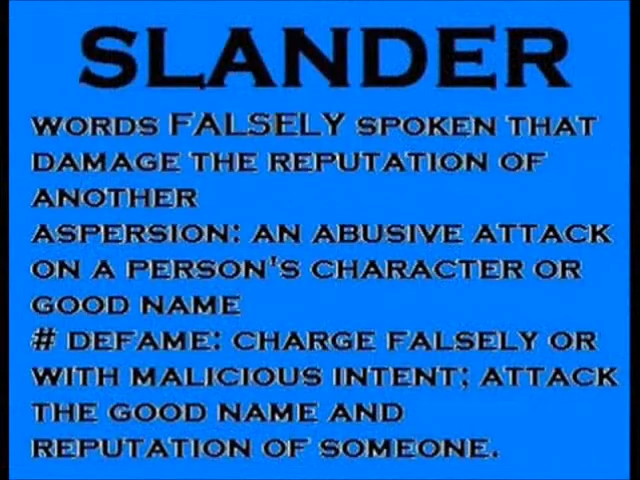 SLANDER
WORDS FALSELY SPOKEN THAT
DAMAGE THE REPUTATION OF
ANOTHER
ASPERSION: AN ABUSIVE ATTACK
ON A PERSON'S CHARACTER OR
GOOD NAME
# DEFAME: CHARGE FALSELY OR
WITH MALICIOUS INTENT; ATTACK
THE GOOD NAME AND
REPUTATION OF SOMEONE.